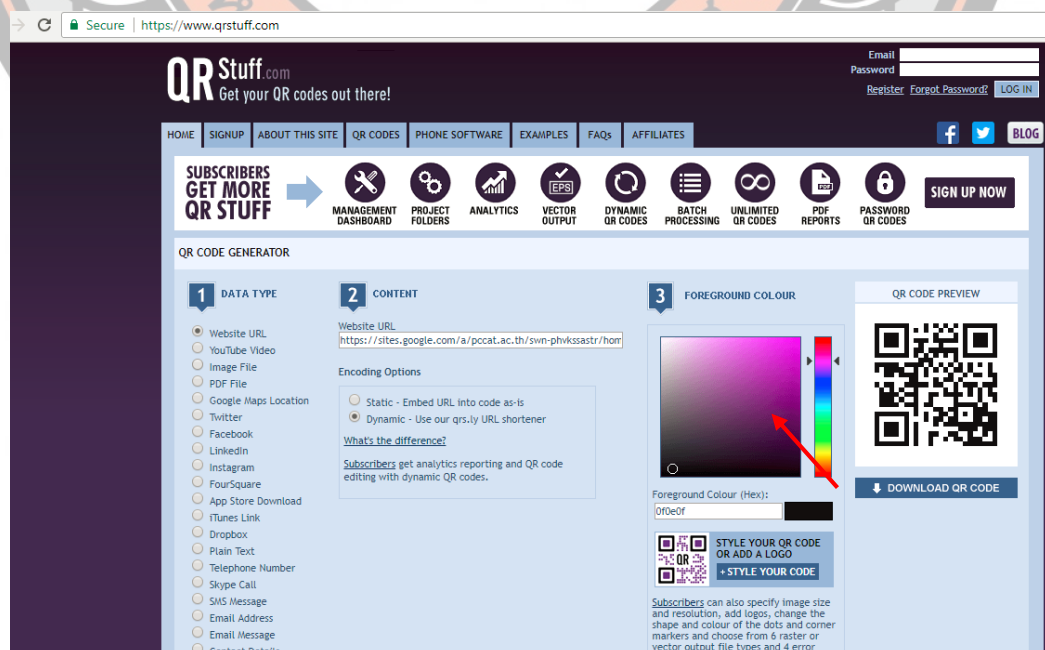 Secure | https://www.qrstuff.com
QR Stuff.com
Get your QR codes out there!
Email
Password
Register Forgot Password? LOG IN
HOME SIGNUP ABOUT THIS SITE QR CODES PHONE SOFTWARE EXAMPLES FAQs AFFILIATES
f BLOG
SUBSCRIBERS
GET MORE
QR STUFF
EPS
PDF
MANAGEMENT
DASHBOARD
PROJECT
FOLDERS
ANALYTICS
VECTOR
OUTPUT
DYNAMIC
QR CODES
BATCH
PROCESSING
UNLIMITED
QR CODES
PDF
REPORTS
PASSWORD
QR CODES
SIGN UP NOW
QR CODE GENERATOR
1 DATA TYPE
Website URL
YouTube Video
Image File
PDF File
Google Maps Location
Twitter
Facebook
LinkedIn
Instagram
FourSquare
App Store Download
iTunes Link
Dropbox
Plain Text
Telephone Number
Skype Call
SMS Message
Email Address
Email Message
Contact Details
2 CONTENT
Website URL
https://sites.google.com/a/pccat.ac.th/swn-phvkssastr/hom
Encoding Options
Static - Embed URL into code as-is
Dynamic - Use our qrs.ly URL shortener
What's the difference?
Subscribers get analytics reporting and QR code
editing with dynamic QR codes.
3 FOREGROUND COLOUR
Foreground Colour (Hex):
0f0e0f
QR
STYLE YOUR QR CODE
OR ADD A LOGO
+ STYLE YOUR CODE
Subscribers can also specify image size
and resolution, add logos, change the
shape and colour of the dots and corner
markers and choose from 6 raster or
vector output file types and 4 error
QR CODE PREVIEW
DOWNLOAD QR CODE